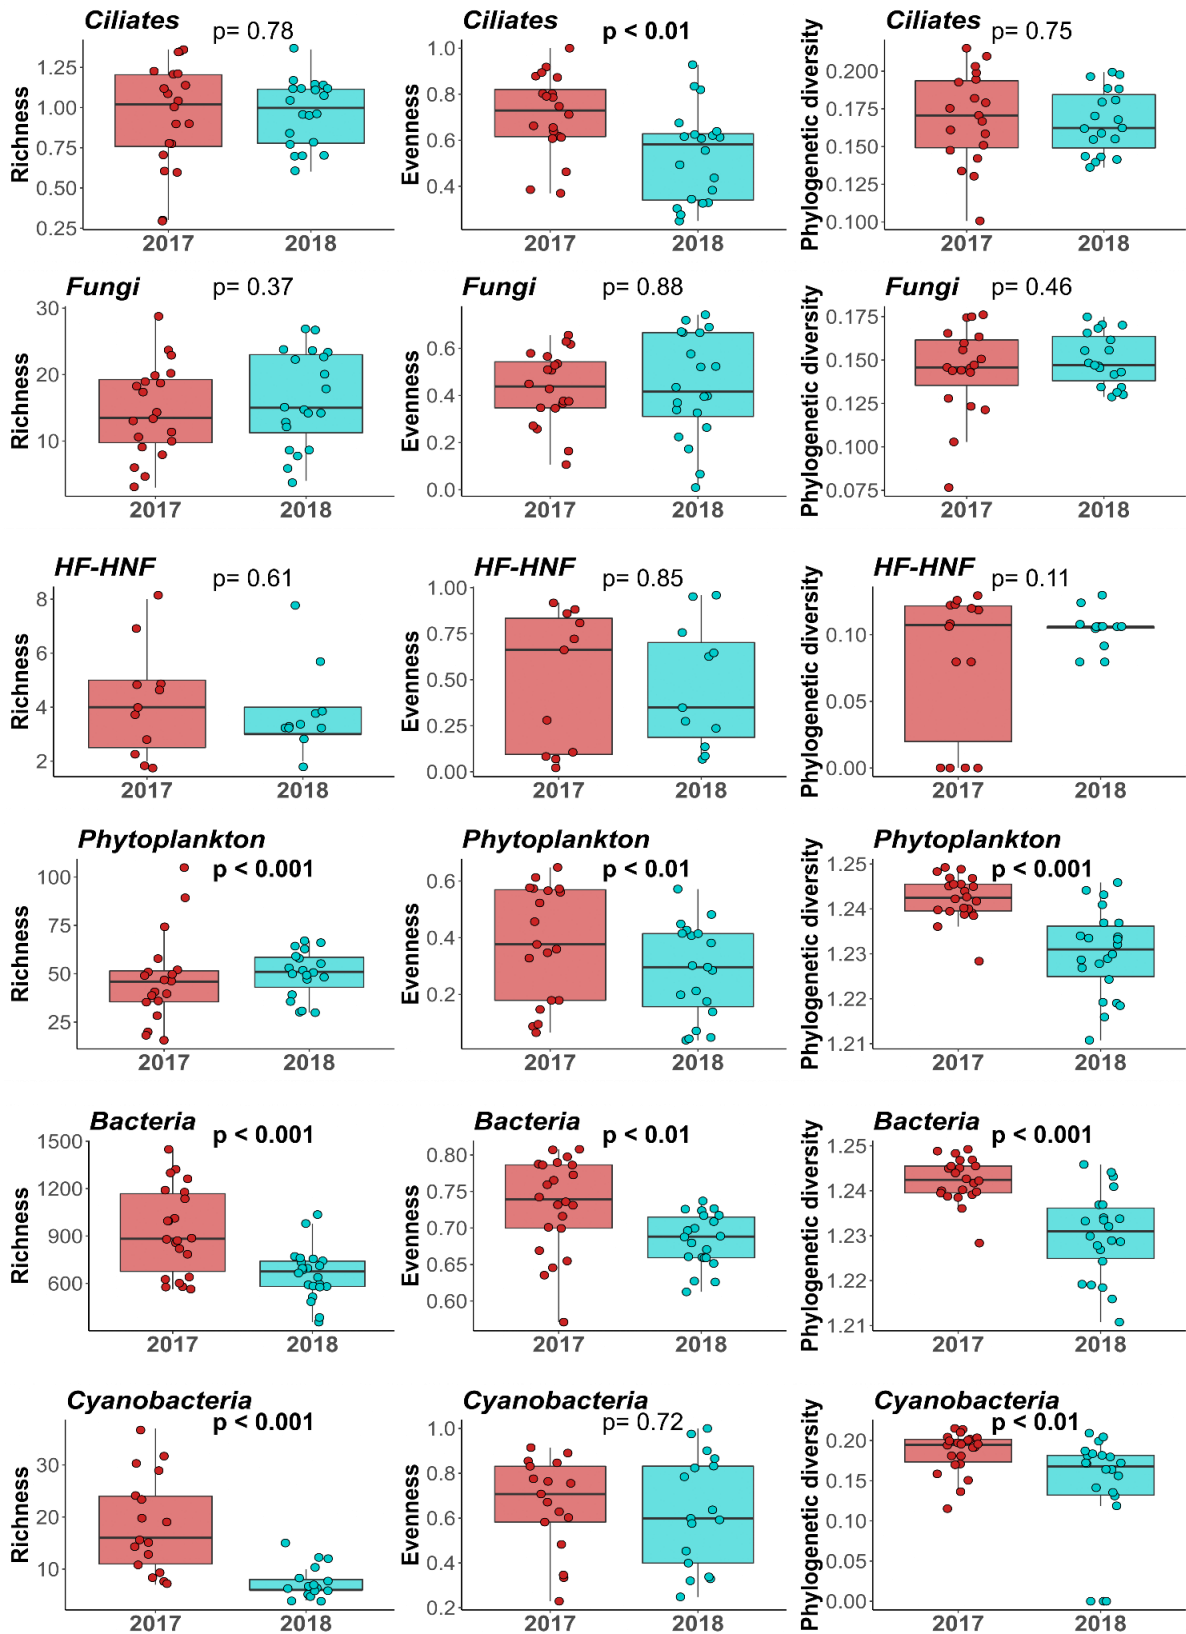 Ciliates
p= 0.78
Richness
1.25
1.00
0.75
0.50
0.25
2017 2018
Ciliates
p < 0.01
Evenness
1.0
0.8
0.6
0.4
2017 2018
Ciliates
p= 0.75
Phylogenetic diversity
0.200
0.175
0.150
0.125
0.100
2017 2018
Fungi
p= 0.37
Richness
30
20
10
2017 2018
Fungi
p= 0.88
Evenness
0.6
0.4
0.2
0.0
2017 2018
Fungi
p= 0.46
Phylogenetic diversity
0.175
0.150
0.125
0.100
0.075
2017 2018
HF-HNF
p= 0.61
Richness
8
6
4
2
2017 2018
HF-HNF
p= 0.85
Evenness
1.00
0.75
0.50
0.25
0.00
2017 2018
HF-HNF
p= 0.11
Phylogenetic diversity
0.10
0.05
0.00
2017 2018
Phytoplankton
p < 0.001
Richness
100
75
50
25
2017 2018
Phytoplankton
p < 0.01
Evenness
0.6
0.4
0.2
2017 2018
Phytoplankton
p < 0.001
Phylogenetic diversity
1.25
1.24
1.23
1.22
1.21
2017 2018
Bacteria
p < 0.001
Richness
1500
1200
900
600
2017 2018
Bacteria
p < 0.01
Evenness
0.80
0.75
0.70
0.65
0.60
2017 2018
Bacteria
p < 0.001
Phylogenetic diversity
1.25
1.24
1.23
1.22
1.21
2017 2018
Cyanobacteria
p < 0.001
Richness
30
20
10
2017 2018
Cyanobacteria
p= 0.72
Evenness
1.0
0.8
0.6
0.4
0.2
2017 2018
Cyanobacteria
p < 0.01
Phylogenetic diversity
0.20
0.15
0.10
0.05
0.00
2017 2018